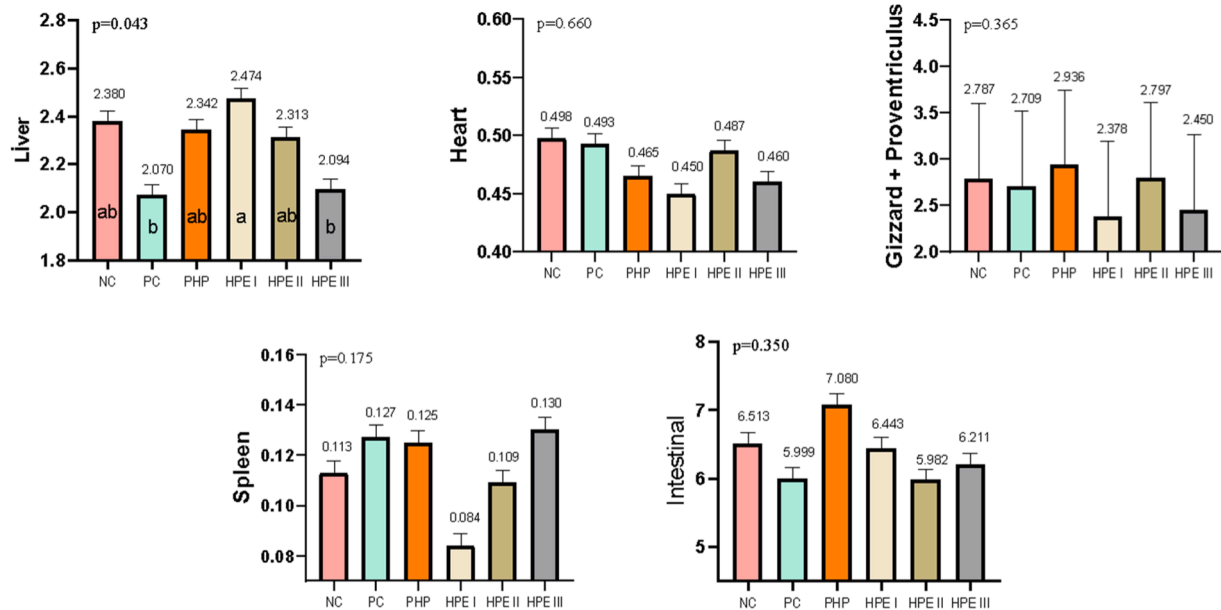 Liver
p=0.043
2.8
2.6
2.4
2.2
2.0
1.8
2.380
2.070
2.342
2.474
2.313
2.094
ab
b
ab
a
ab
b
NC PC PHP HPE I HPE II HPE III
Heart
p=0.660
0.60
0.55
0.50
0.45
0.40
0.498
0.493
0.465
0.450
0.487
0.460
NC PC PHP HPE I HPE II HPE III
Gizzard + Proventriculus
p=0.365
4.5
4.0
3.5
3.0
2.5
2.0
2.787
2.709
2.936
2.378
2.797
2.450
NC PC PHP HPE I HPE II HPE III
Spleen
p=0.175
0.16
0.14
0.12
0.10
0.08
0.113
0.127
0.125
0.084
0.109
0.130
NC PC PHP HPE I HPE II HPE III
Intestinal
p=0.350
8
7
6
5
6.513
5.999
7.080
6.443
5.982
6.211
NC PC PHP HPE I HPE II HPE III